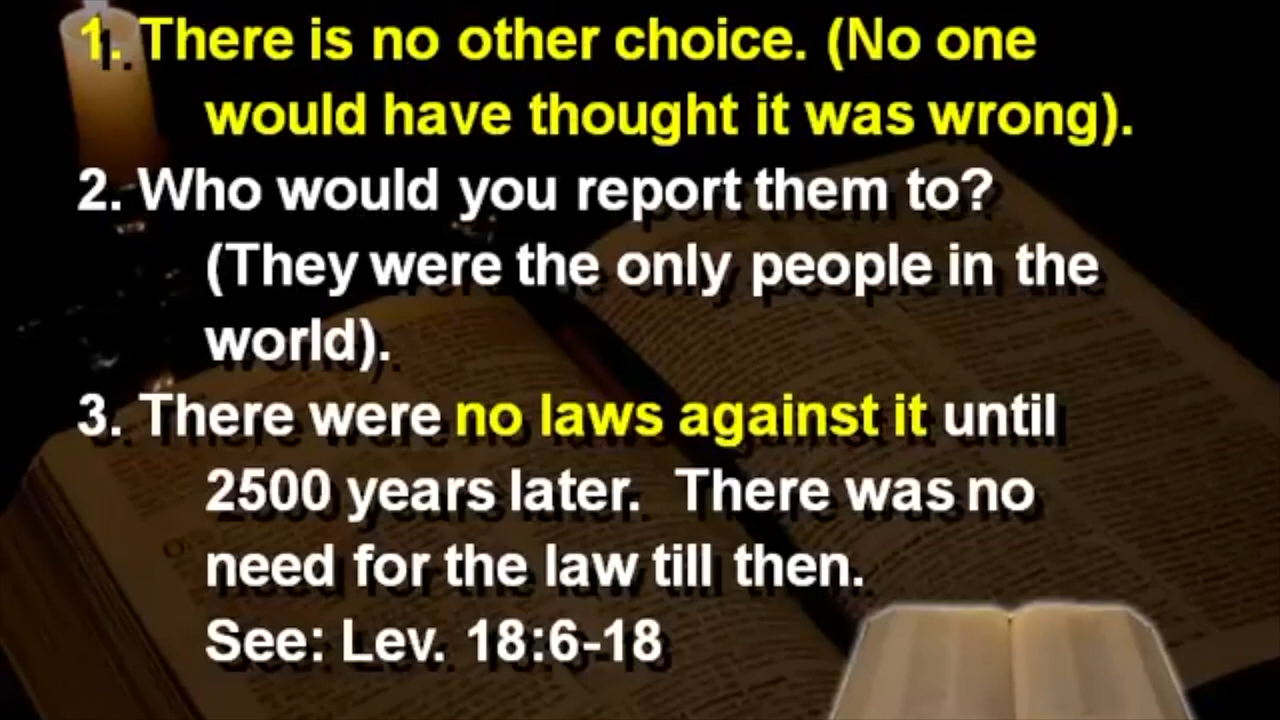 1. There is no other choice. (No one
would have thought it was wrong).
2. Who would you report them to?
(They were the only people in the
world).
3. There were no laws against it until
2500 years later. There was no
need for the law till then.
See: Lev. 18:6-18